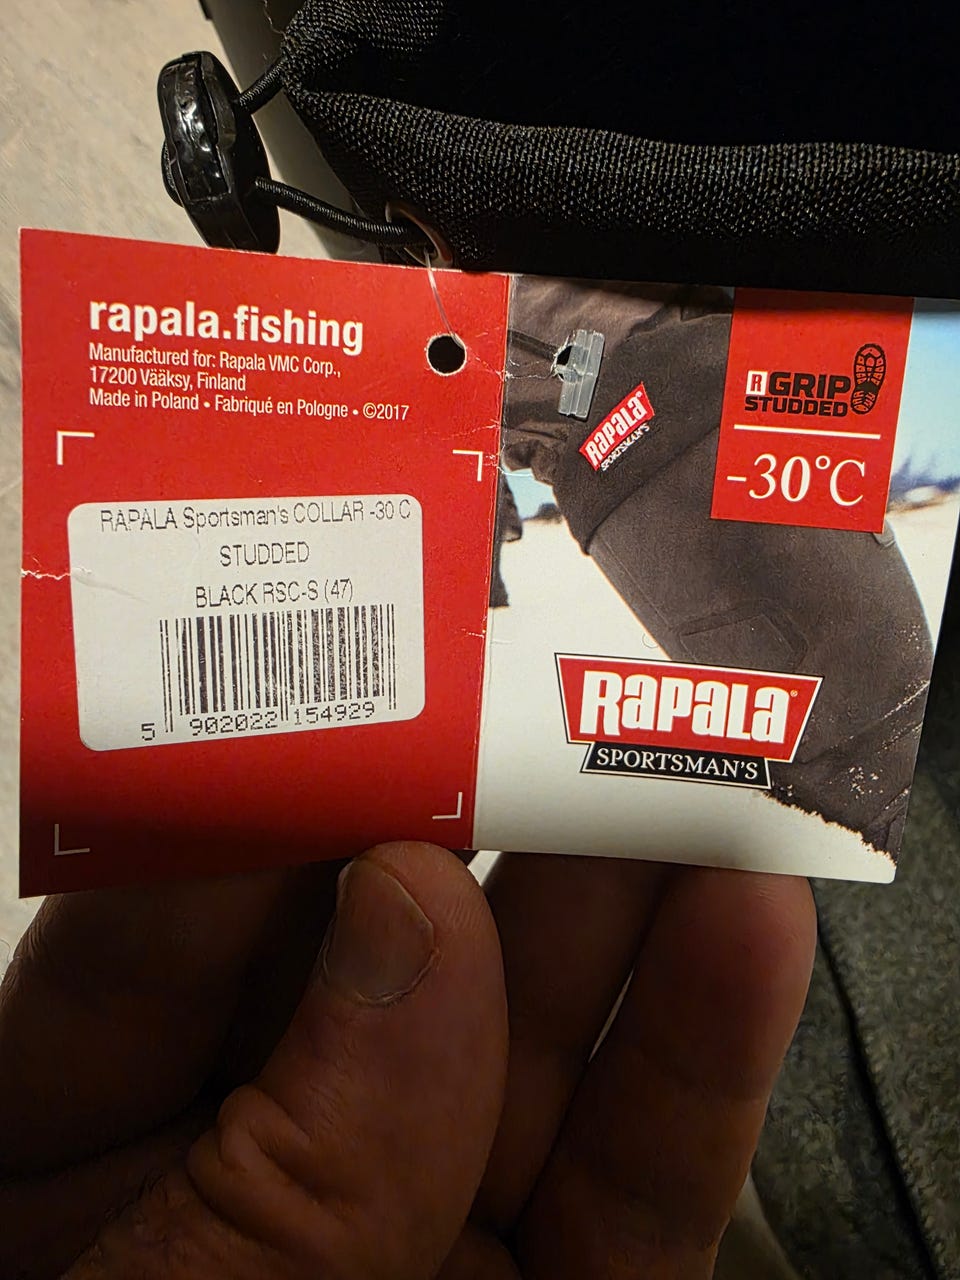 rapala.fishing
Manufactured for: Rapala VMC Corp.,
17200 Vääksy, Finland
Made in Poland • Fabriqué en Pologne • ©2017
RAPALA Sportsman's COLLAR -30 C
STUDDED
BLACK RSC-S (47)
5 902022 154929
RAPALA®
SPORTSMAN'S
R GRIP
STUDDED
-30°C
RAPALA®
SPORTSMAN'S